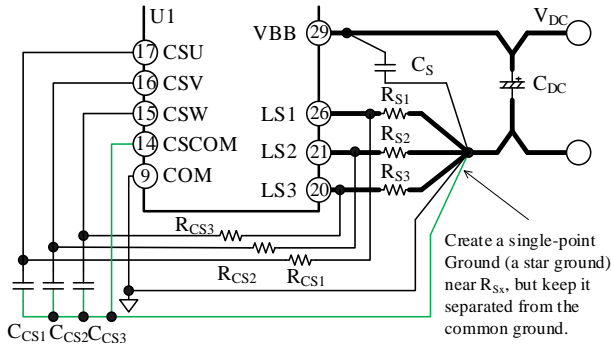 U1
VBB
29
VDC
17
CSU
CS
CDC
16
CSV
RS1
15
CSW
LS1
26
14
CSCOM
RS2
LS2
21
9
COM
RS3
LS3
20
RCS3
RCS2
RCS1
CCS1
CCS2
CCS3
Create a single-point
Ground (a star ground)
near RSx, but keep it
separated from the
common ground.